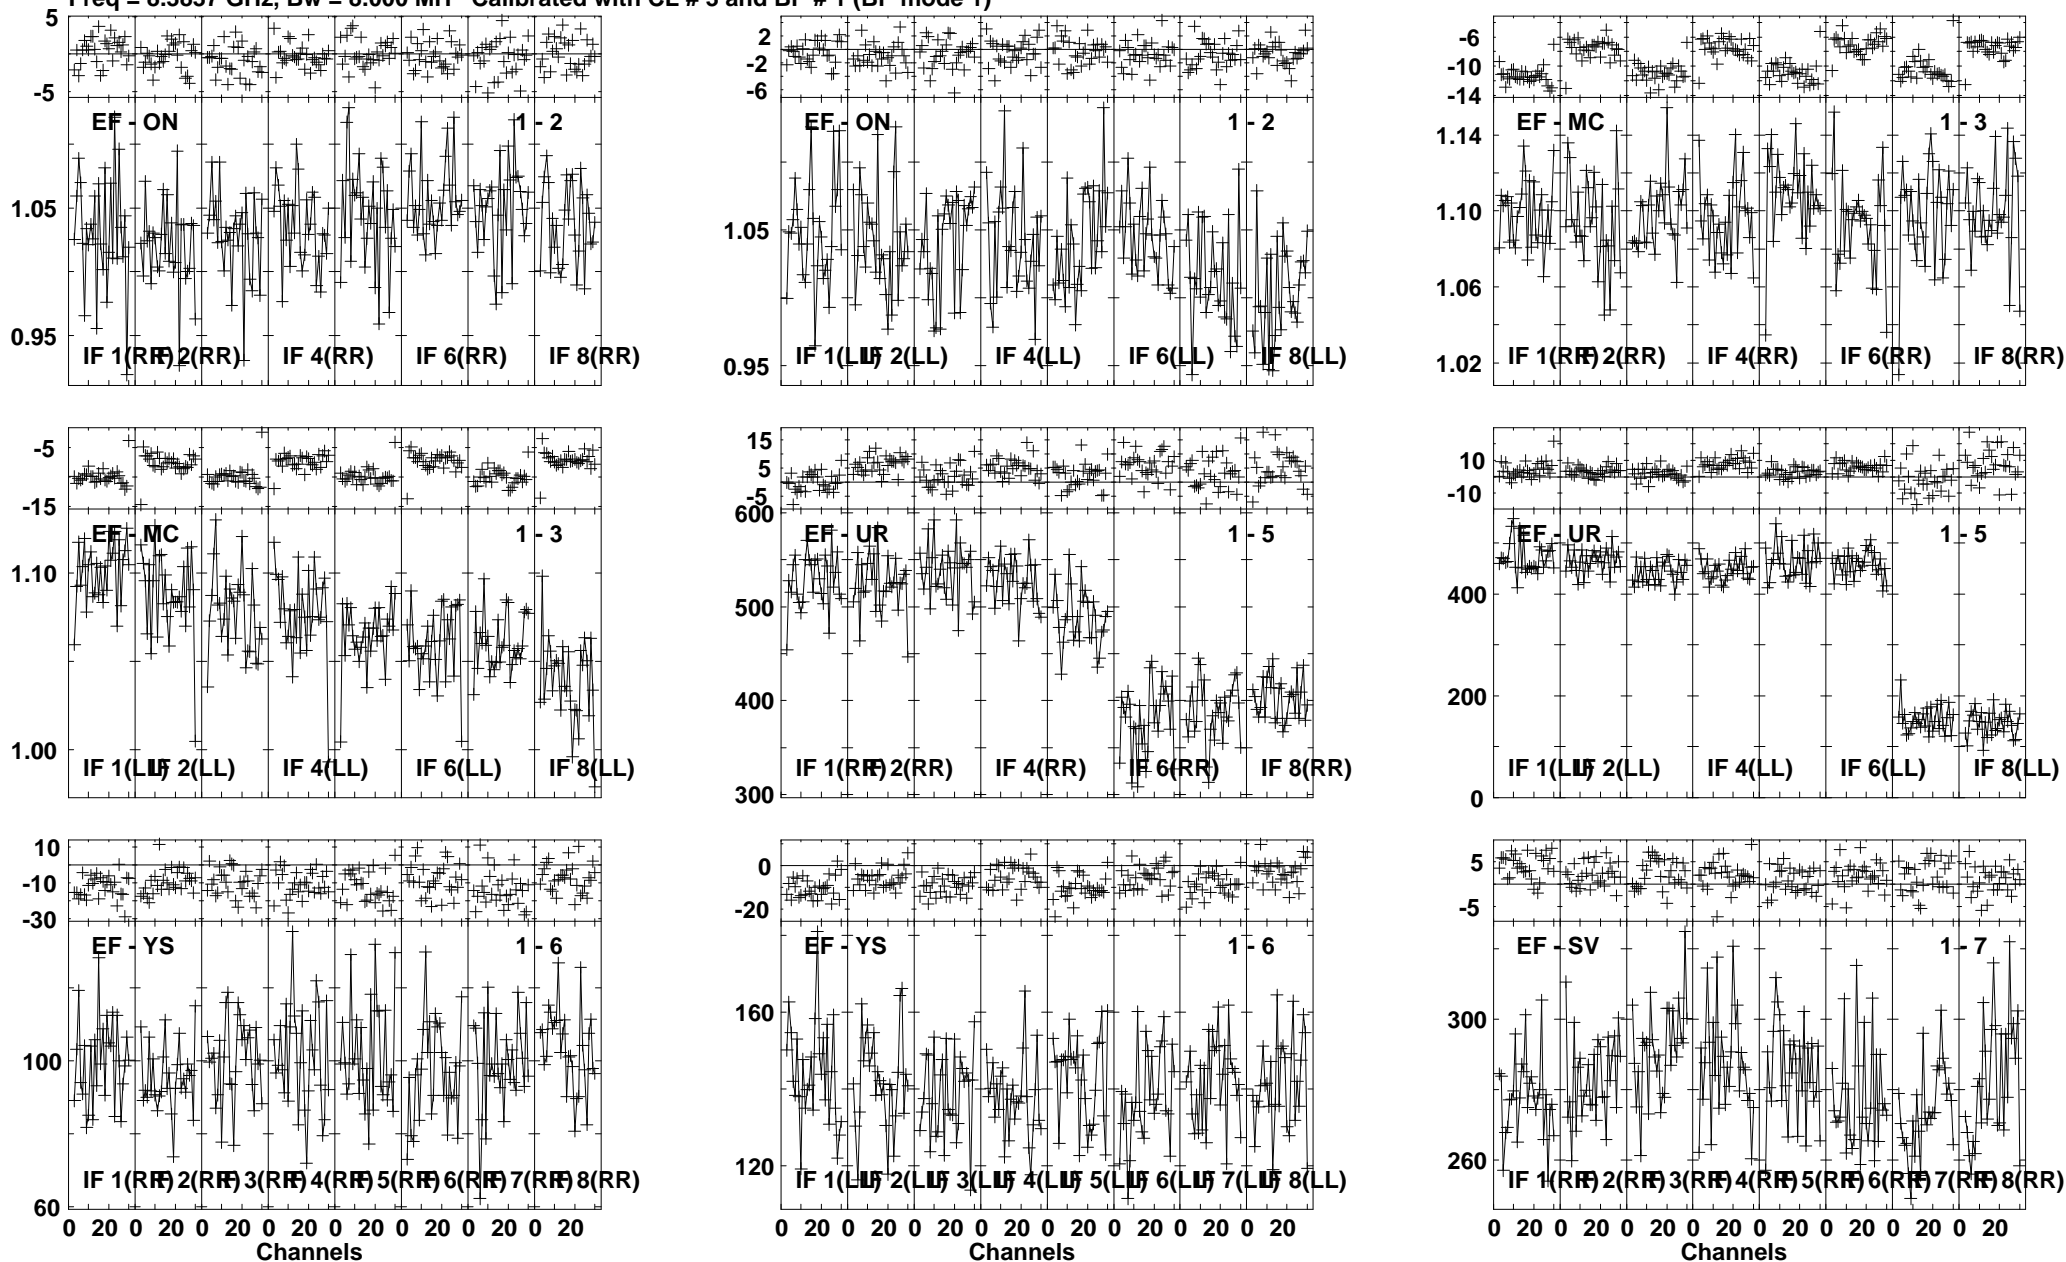 Calibrated with CL # 3 and BP # 1 (BP mode 1)
5
-5
EF - ON 1 - 2
1.05
0.95
IF 1(RR) IF 2(RR) IF 4(RR) IF 6(RR) IF 8(RR)
2
-2
-6
EF - ON 1 - 2
1.05
0.95
IF 1(LL) IF 2(LL) IF 4(LL) IF 6(LL) IF 8(LL)
-6
-10
-14
EF - MC 1 - 3
1.14
1.10
1.06
1.02
IF 1(RR) IF 2(RR) IF 4(RR) IF 6(RR) IF 8(RR)
-5
-15
EF - MC 1 - 3
1.10
1.00
IF 1(LL) IF 2(LL) IF 4(LL) IF 6(LL) IF 8(LL)
15
5
-5
600
EF - UR 1 - 5
500
400
300
IF 1(RR) IF 2(RR) IF 4(RR) IF 6(RR) IF 8(RR)
10
-10
EF - UR 1 - 5
400
200
0
IF 1(LL) IF 2(LL) IF 4(LL) IF 6(LL) IF 8(LL)
10
-10
-30
EF - YS 1 - 6
100
60
IF 1(RR) IF 2(RR) IF 3(RR) IF 4(RR) IF 5(RR) IF 6(RR) IF 7(RR) IF 8(RR)
0 20 0 20 0 20 0 20 0 20 0 20 0 20 0 20
Channels
0
-20
EF - YS 1 - 6
160
120
IF 1(LL) IF 2(LL) IF 3(LL) IF 4(LL) IF 5(LL) IF 6(LL) IF 7(LL) IF 8(LL)
0 20 0 20 0 20 0 20 0 20 0 20 0 20 0 20
Channels
5
-5
EF - SV 1 - 7
300
260
IF 1(RR) IF 2(RR) IF 3(RR) IF 4(RR) IF 5(RR) IF 6(RR) IF 7(RR) IF 8(RR)
0 20 0 20 0 20 0 20 0 20 0 20 0 20 0 20
Channels